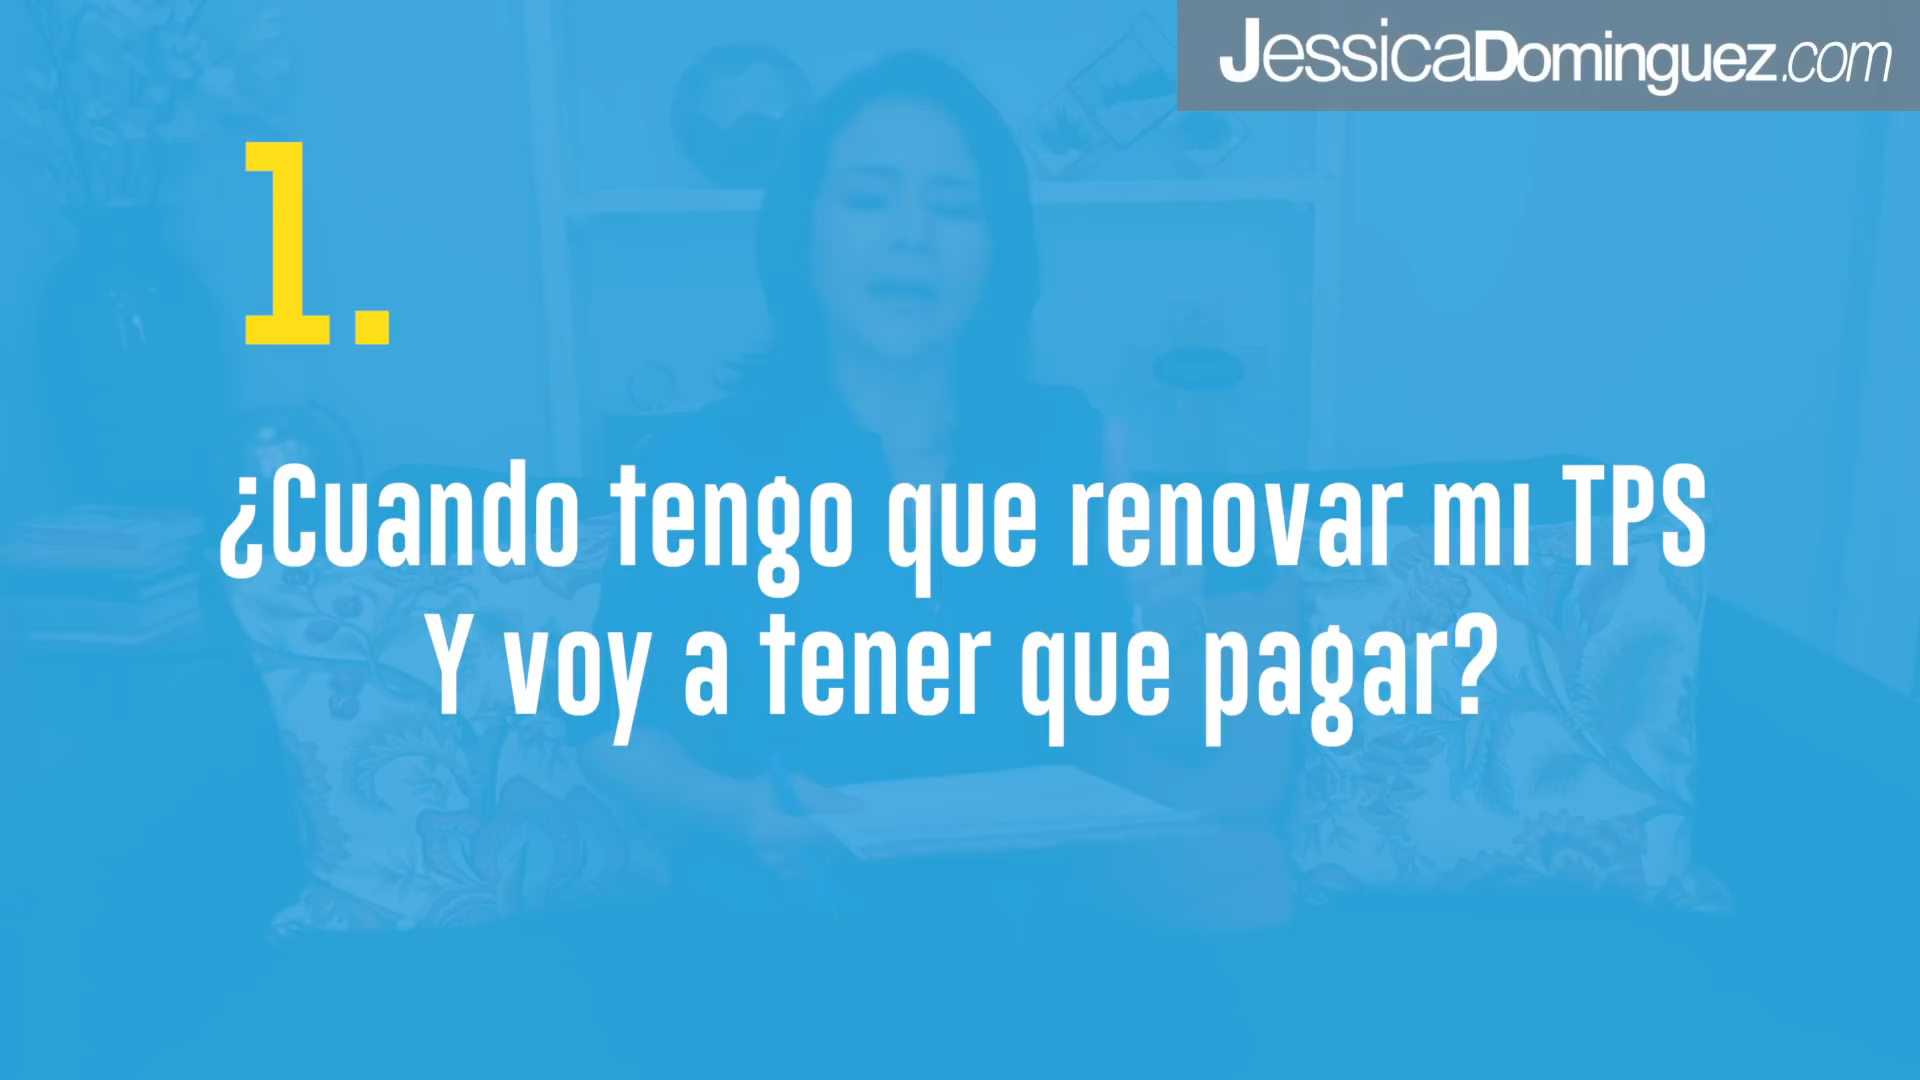 JessicaDominguez.com
1.
¿Cuando tengo que renovar mi TPS
Y voy a tener que pagar?